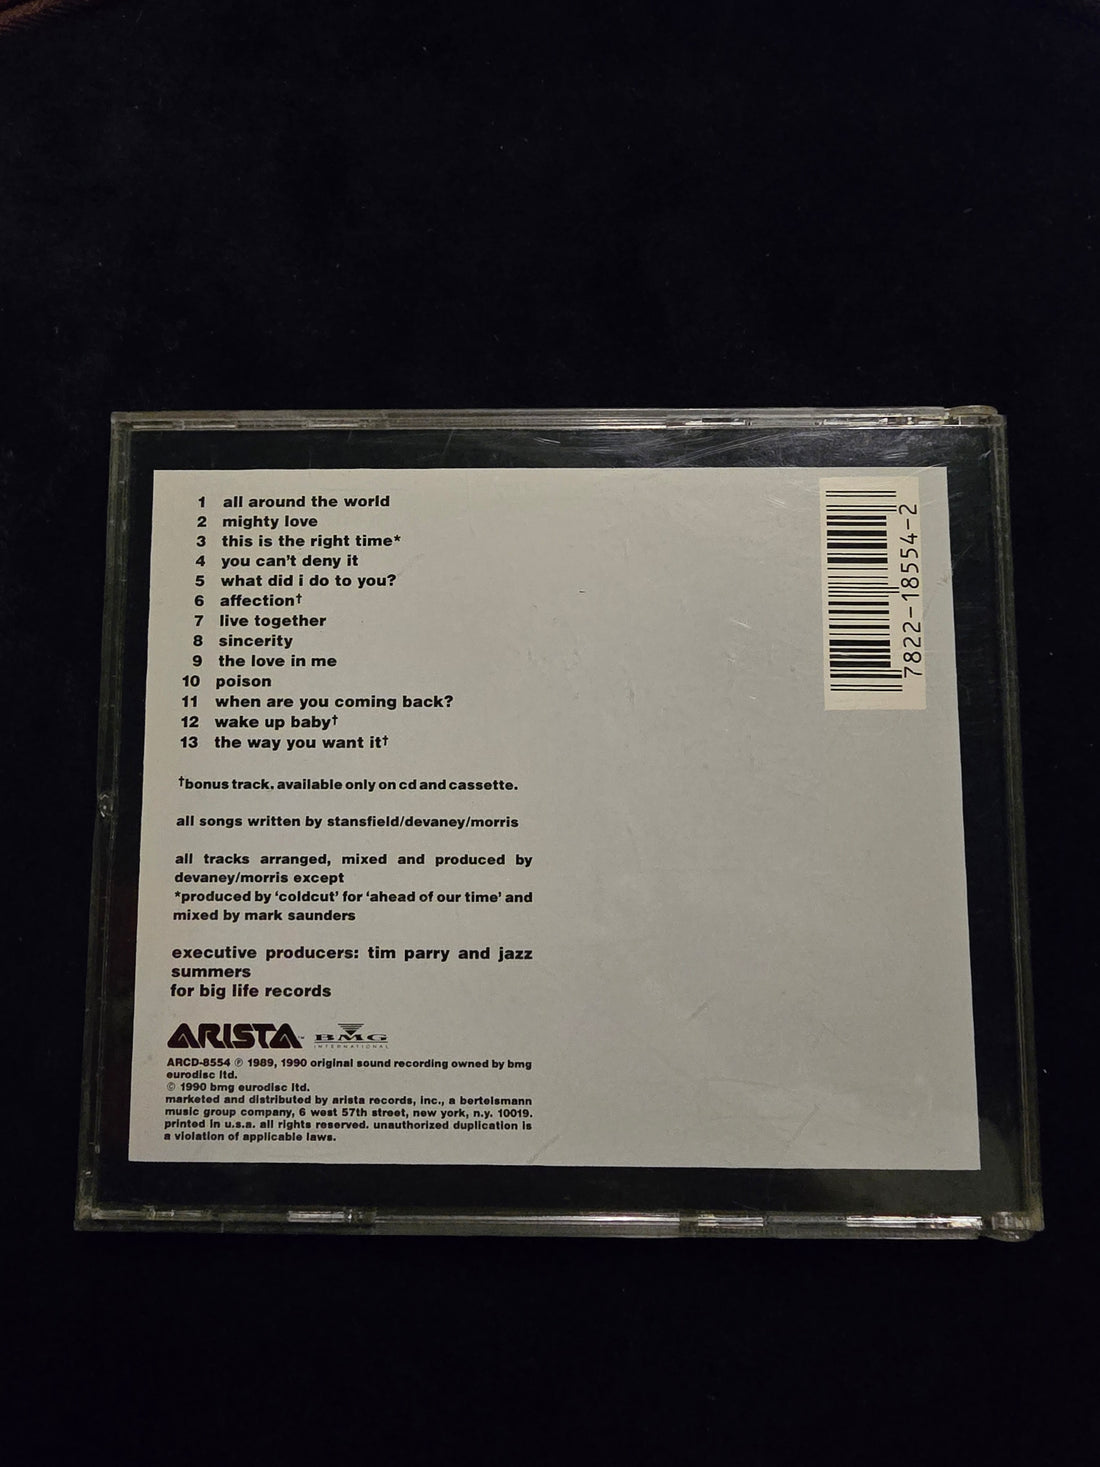 1 all around the world
2 mighty love
3 this is the right time*
4 you can't deny it
5 what did i do to you?
6 affection†
7 live together
8 sincerity
9 the love in me
10 poison
11 when are you coming back?
12 wake up baby†
13 the way you want it†
†bonus track. available only on cd and cassette.
all songs written by stansfield/devaney/morris
all tracks arranged, mixed and produced by
devaney/morris except
*produced by 'coldcut' for 'ahead of our time' and
mixed by mark saunders
executive producers: tim parry and jazz
summers
for big life records
ARISTA™ BMG
INTERNATIONAL
ARCD-8554 ℗ 1989, 1990 original sound recording owned by bmg
eurodisc ltd.
© 1990 bmg eurodisc ltd.
marketed and distributed by arista records, inc., a bertelsmann
music group company, 6 west 57th street, new york, n.y. 10019.
printed in u.s.a. all rights reserved. unauthorized duplication is
a violation of applicable laws.
7822-18554-2